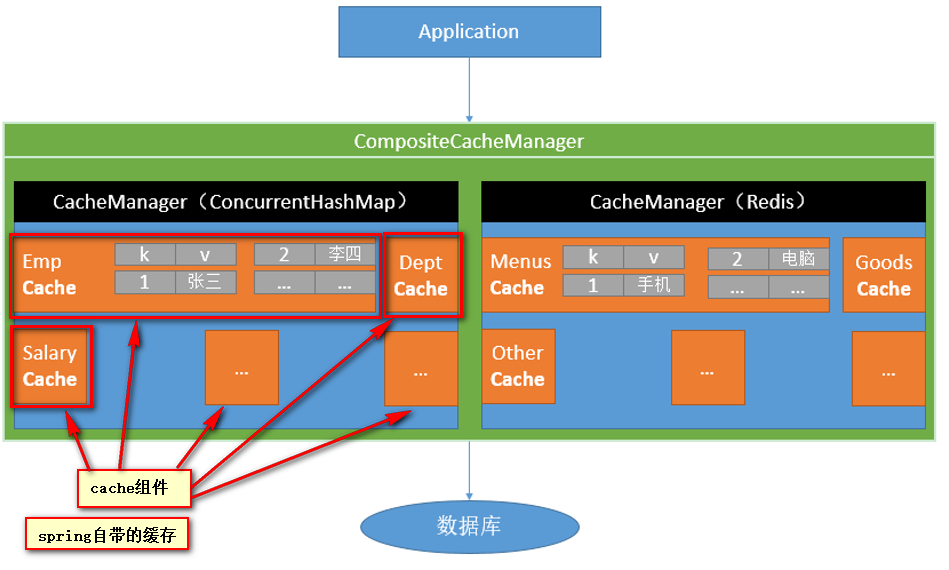 Application
CompositeCacheManager
CacheManager（ConcurrentHashMap）
Emp
Cache
k v
1 张三
2 李四
... ...
Dept
Cache
Salary
Cache
...
...
CacheManager（Redis）
Menus
Cache
k v
1 手机
2 电脑
... ...
Goods
Cache
Other
Cache
...
...
cache组件
spring自带的缓存
数据库